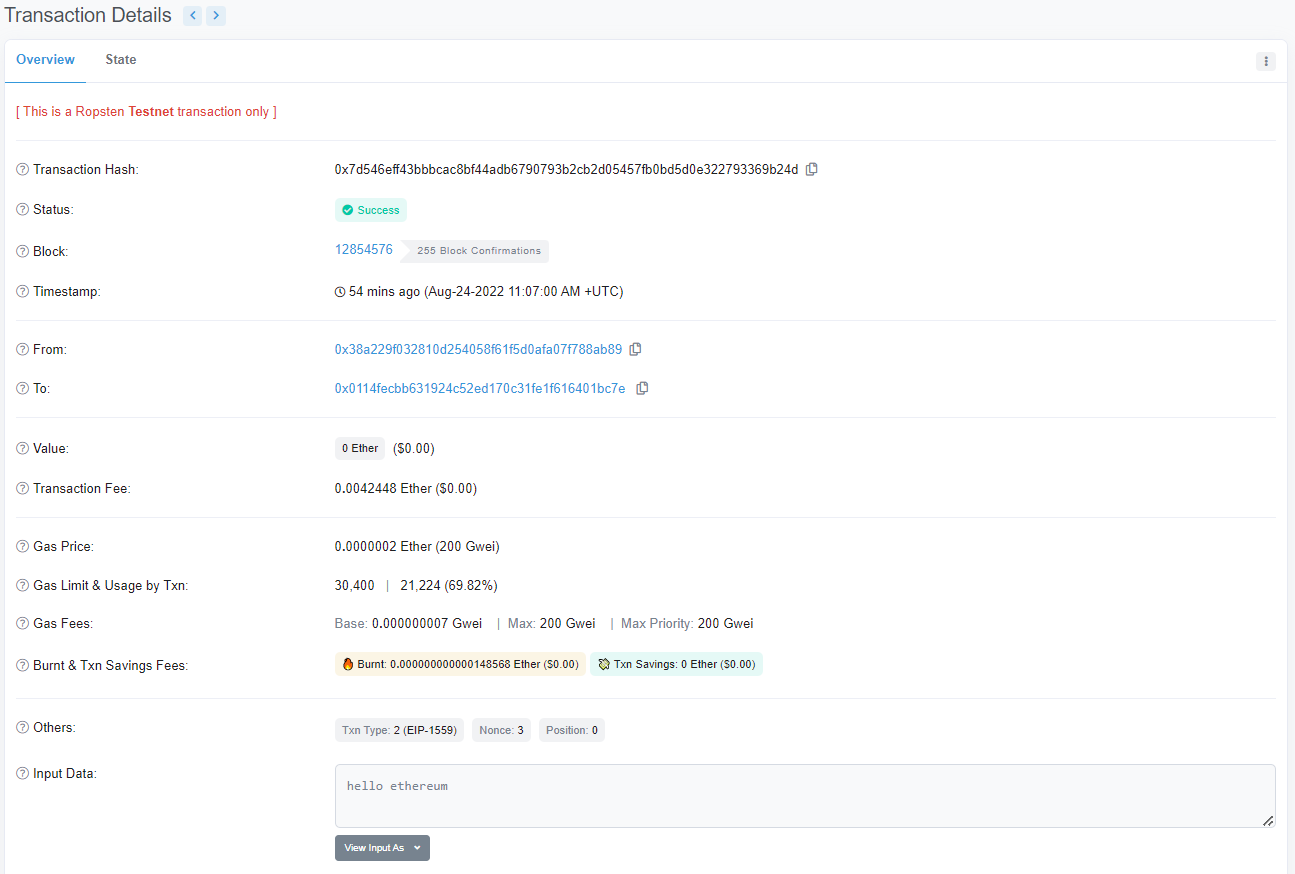 Transaction Details
Overview State
[ This is a Ropsten Testnet transaction only ]
Transaction Hash: 0x7d546eff43bbbcac8bf44adb6790793b2cb2d05457fb0bd5d0e322793369b24d
Status: Success
Block: 12854576 255 Block Confirmations
Timestamp: 54 mins ago (Aug-24-2022 11:07:00 AM +UTC)
From: 0x38a229f032810d254058f61f5d0afa07f788ab89
To: 0x0114fecbb631924c52ed170c31fe1f616401bc7e
Value: 0 Ether ($0.00)
Transaction Fee: 0.0042448 Ether ($0.00)
Gas Price: 0.0000002 Ether (200 Gwei)
Gas Limit & Usage by Txn: 30,400 | 21,224 (69.82%)
Gas Fees: Base: 0.000000007 Gwei | Max: 200 Gwei | Max Priority: 200 Gwei
Burnt & Txn Savings Fees: Burnt: 0.000000000000148568 Ether ($0.00) Txn Savings: 0 Ether ($0.00)
Others: Txn Type: 2 (EIP-1559) Nonce: 3 Position: 0
Input Data: hello ethereum
View Input As